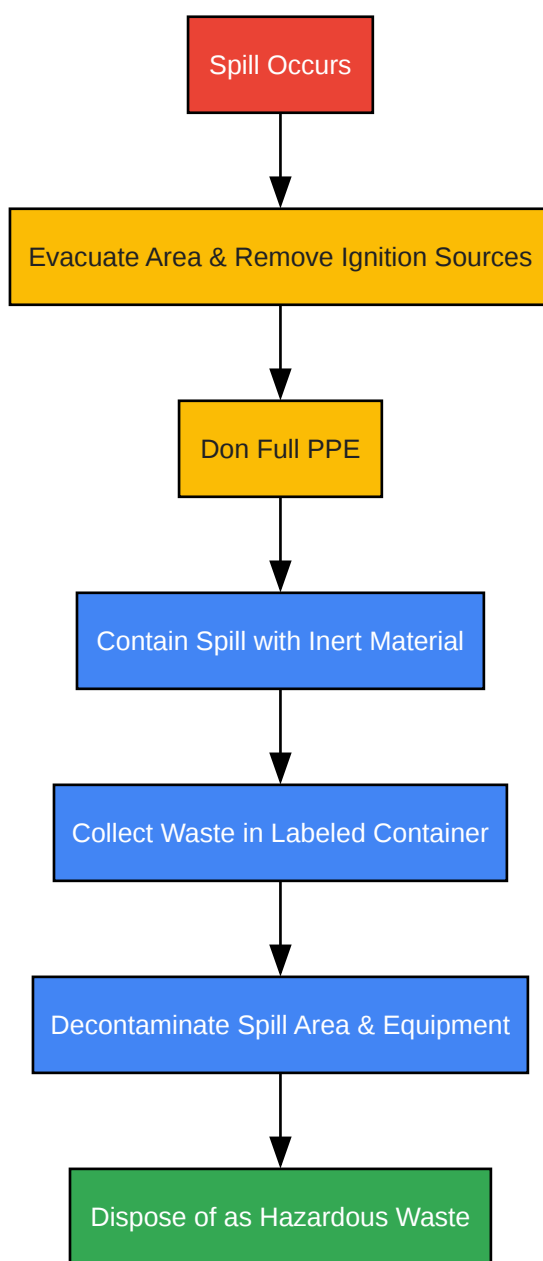 Spill Occurs
Evacuate Area & Remove Ignition Sources
Don Full PPE
Contain Spill with Inert Material
Collect Waste in Labeled Container
Decontaminate Spill Area & Equipment
Dispose of as Hazardous Waste